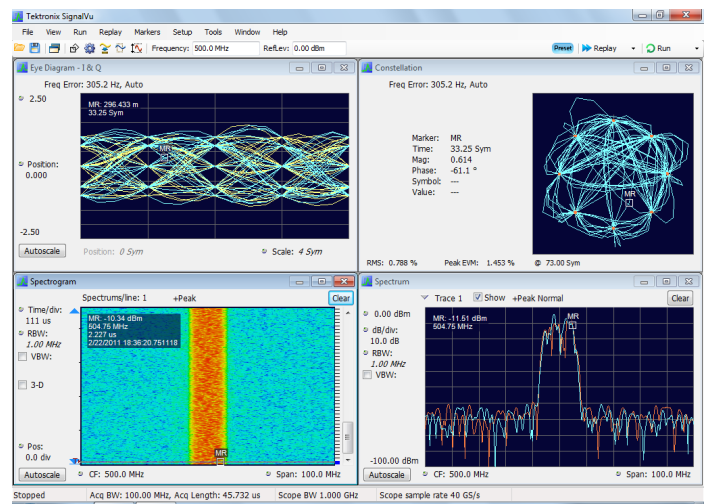 Tektronix SignalVu
File View Run Replay Markers Setup Tools Window Help
Frequency: 500.0 MHz RefLev: 0.00 dBm Preset Replay Run
Eye Diagram - I & Q
Freq Error: 305.2 Hz, Auto
2.50
MR: 296.433 m
33.25 Sym
MR
Position:
0.000
-2.50
Autoscale Position: 0 Sym Scale: 4 Sym
Constellation
Freq Error: 305.2 Hz, Auto
Marker: MR
Time: 33.25 Sym
Mag: 0.614
Phase: -61.1 °
Symbol: ---
Value: ---
MR
RMS: 0.788 % Peak EVM: 1.453 % @ 73.00 Sym
Spectrogram
Spectrums/line: 1 +Peak Clear
Time/div:
111 us
RBW:
1.00 MHz
VBW:
3-D
MR: -10.34 dBm
504.75 MHz
2.227 us
2/22/2011 18:36:20.751118
MR
Pos:
0.0 div
Autoscale CF: 500.0 MHz Span: 100.0 MHz
Spectrum
Trace 1 Show +Peak Normal Clear
0.00 dBm
dB/div:
10.0 dB
RBW:
1.00 MHz
VBW:
MR: -11.51 dBm
504.75 MHz
MR
-100.00 dBm
Autoscale CF: 500.0 MHz Span: 100.0 MHz
Stopped Acq BW: 100.00 MHz, Acq Length: 45.732 us Scope BW 1.000 GHz Scope sample rate 40 GS/s